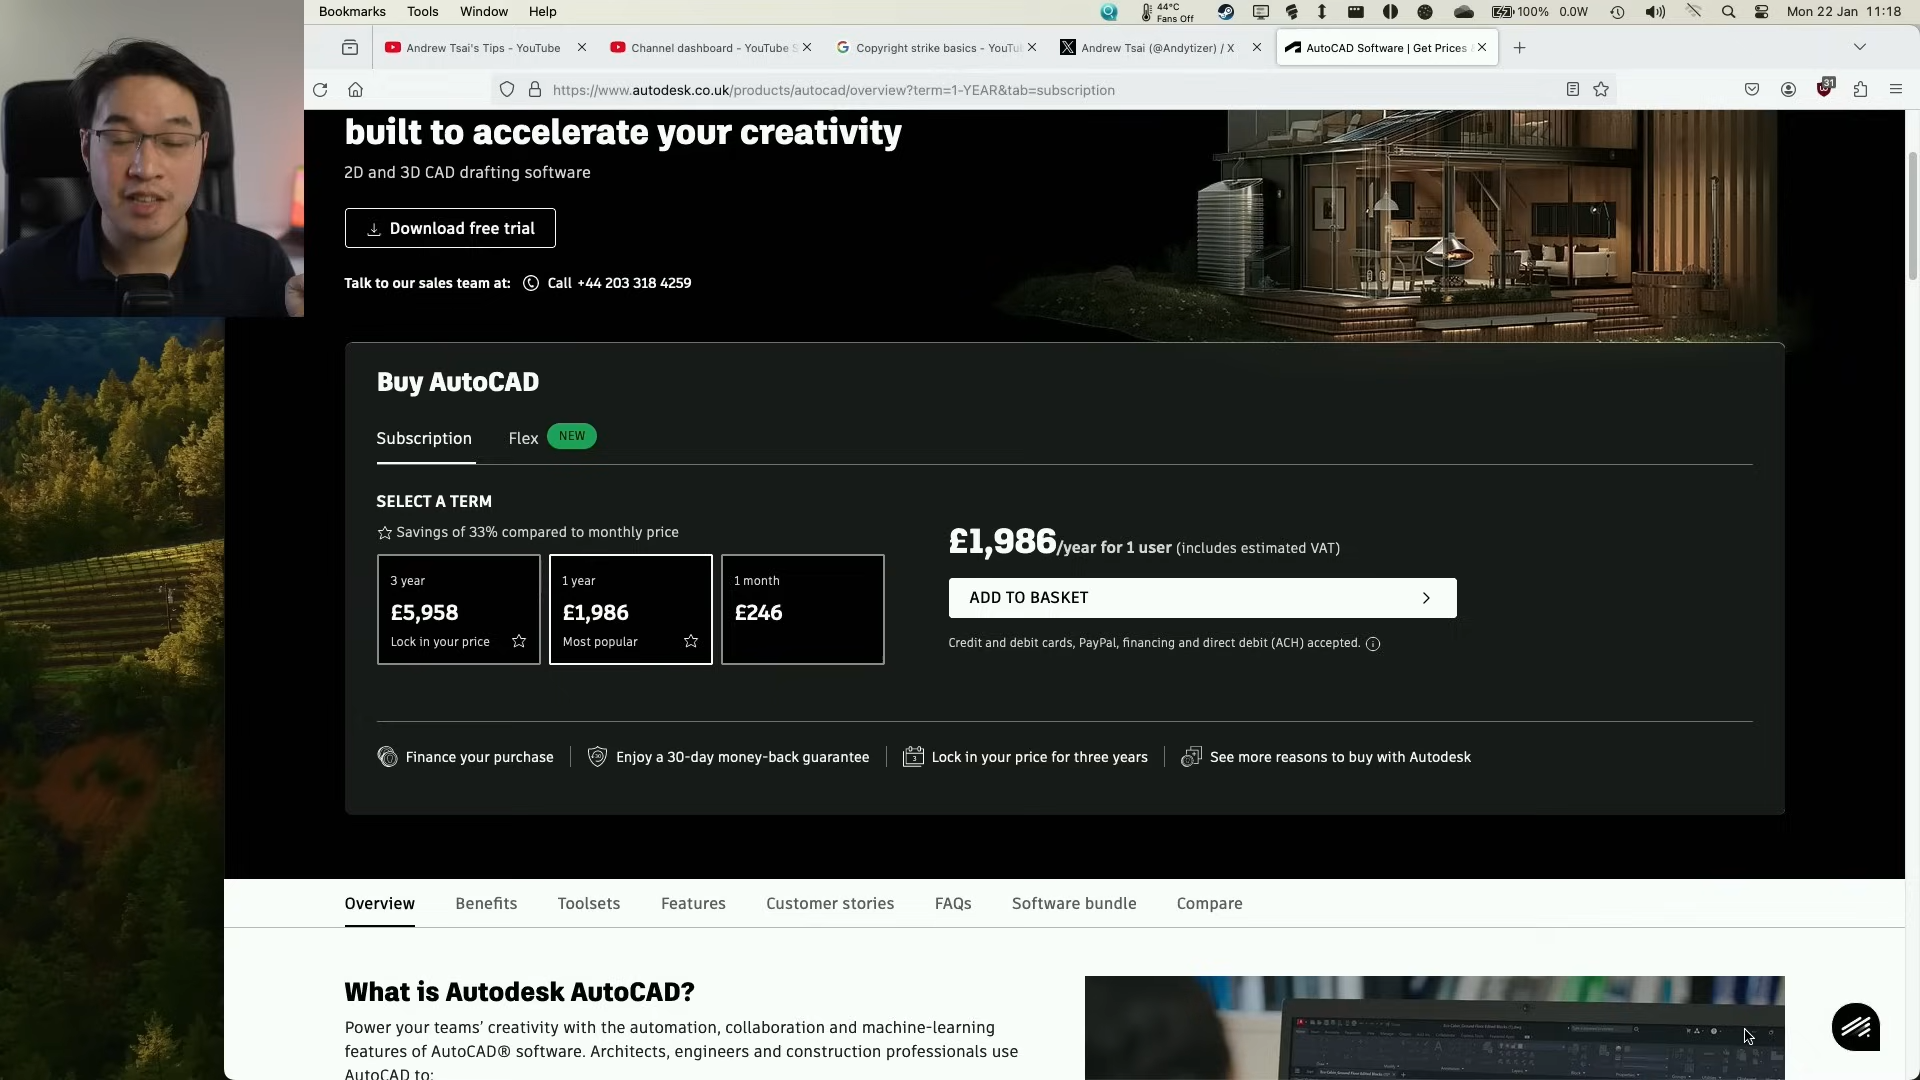 Bookmarks Tools Window Help
44°C
Fans Off
100% 0.0W
Mon 22 Jan 11:18
Andrew Tsai's Tips - YouTube
Channel dashboard - YouTube S
Copyright strike basics - YouTu
Andrew Tsai (@Andytizer) / X
AutoCAD Software | Get Prices
https://www.autodesk.co.uk/products/autocad/overview?term=1-YEAR&tab=subscription
31
built to accelerate your creativity
2D and 3D CAD drafting software
Download free trial
Talk to our sales team at: Call +44 203 318 4259
Buy AutoCAD
Subscription Flex NEW
SELECT A TERM
Savings of 33% compared to monthly price
3 year
£5,958
Lock in your price
1 year
£1,986
Most popular
1 month
£246
£1,986/year for 1 user (includes estimated VAT)
ADD TO BASKET
Credit and debit cards, PayPal, financing and direct debit (ACH) accepted.
Finance your purchase
Enjoy a 30-day money-back guarantee
Lock in your price for three years
See more reasons to buy with Autodesk
Overview Benefits Toolsets Features Customer stories FAQs Software bundle Compare
What is Autodesk AutoCAD?
Power your teams' creativity with the automation, collaboration and machine-learning
features of AutoCAD® software. Architects, engineers and construction professionals use
AutoCAD to: